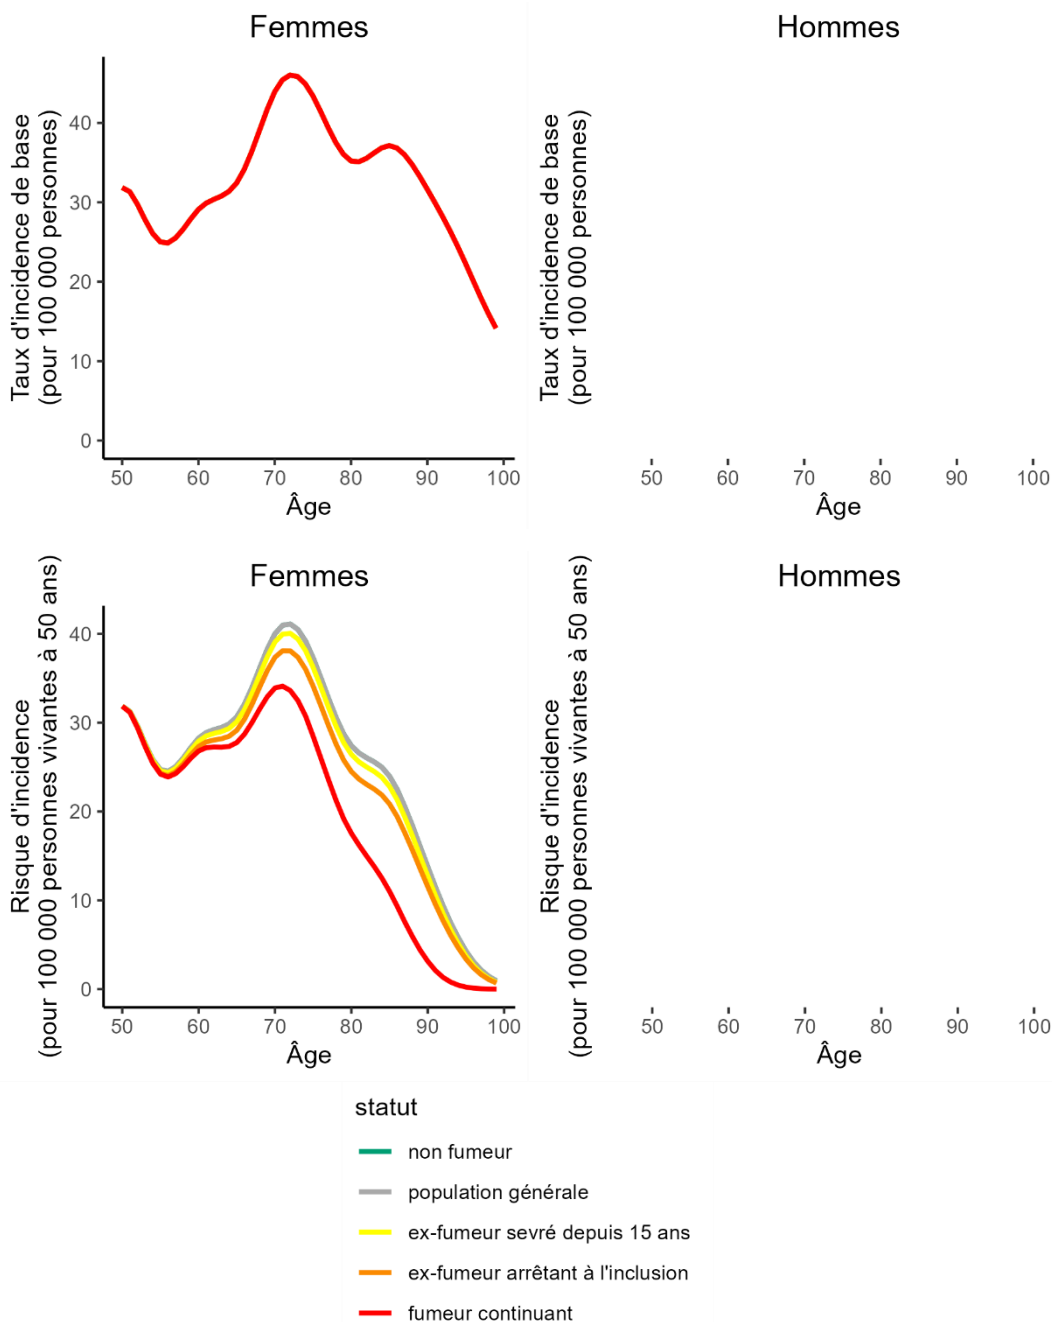 Femmes
Taux d'incidence de base
(pour 100 000 personnes)
40
30
20
10
0
50 60 70 80 90 100
Âge
Hommes
Taux d'incidence de base
(pour 100 000 personnes)
50 60 70 80 90 100
Âge
Femmes
Risque d'incidence
(pour 100 000 personnes vivantes à 50 ans)
40
30
20
10
0
50 60 70 80 90 100
Âge
Hommes
Risque d'incidence
(pour 100 000 personnes vivantes à 50 ans)
50 60 70 80 90 100
Âge
statut
non fumeur
population générale
ex-fumeur sevré depuis 15 ans
ex-fumeur arrêtant à l'inclusion
fumeur continuant